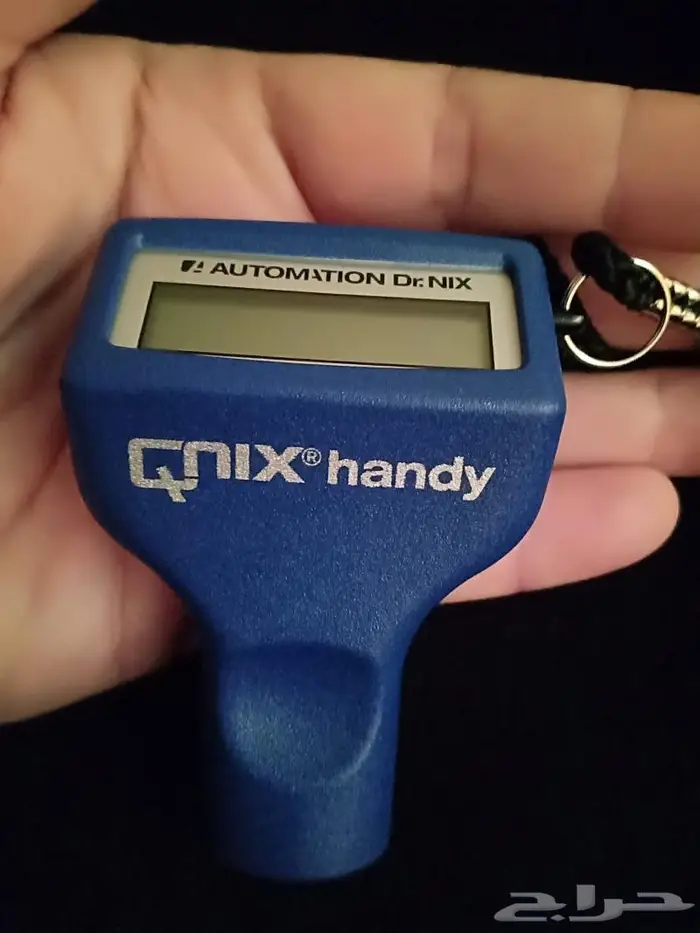 AUTOMATION Dr. NIX
QNIX® handy
حراج